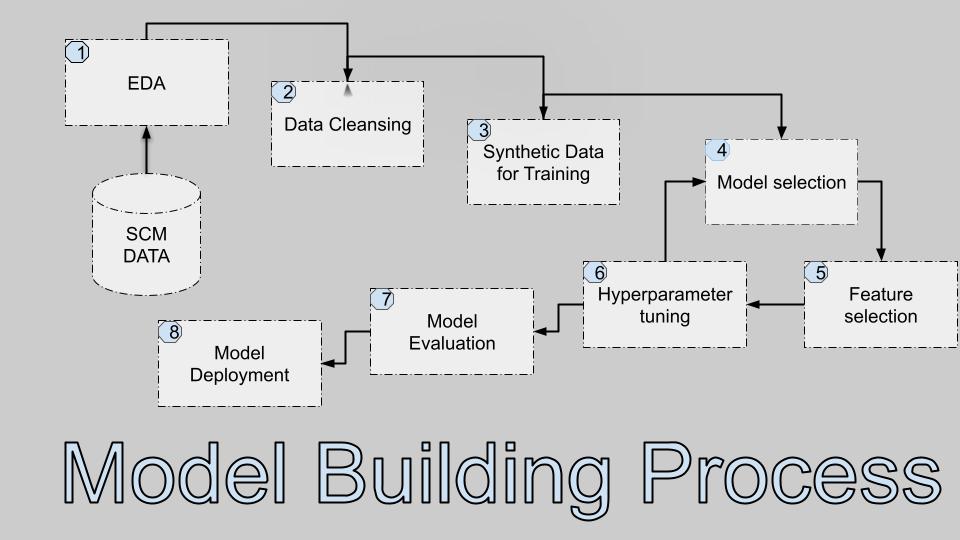 1
EDA
2
Data Cleansing
3
Synthetic Data
for Training
4
Model selection
SCM
DATA
5
Feature
selection
6
Hyperparameter
tuning
7
Model
Evaluation
8
Model
Deployment
Model Building Process